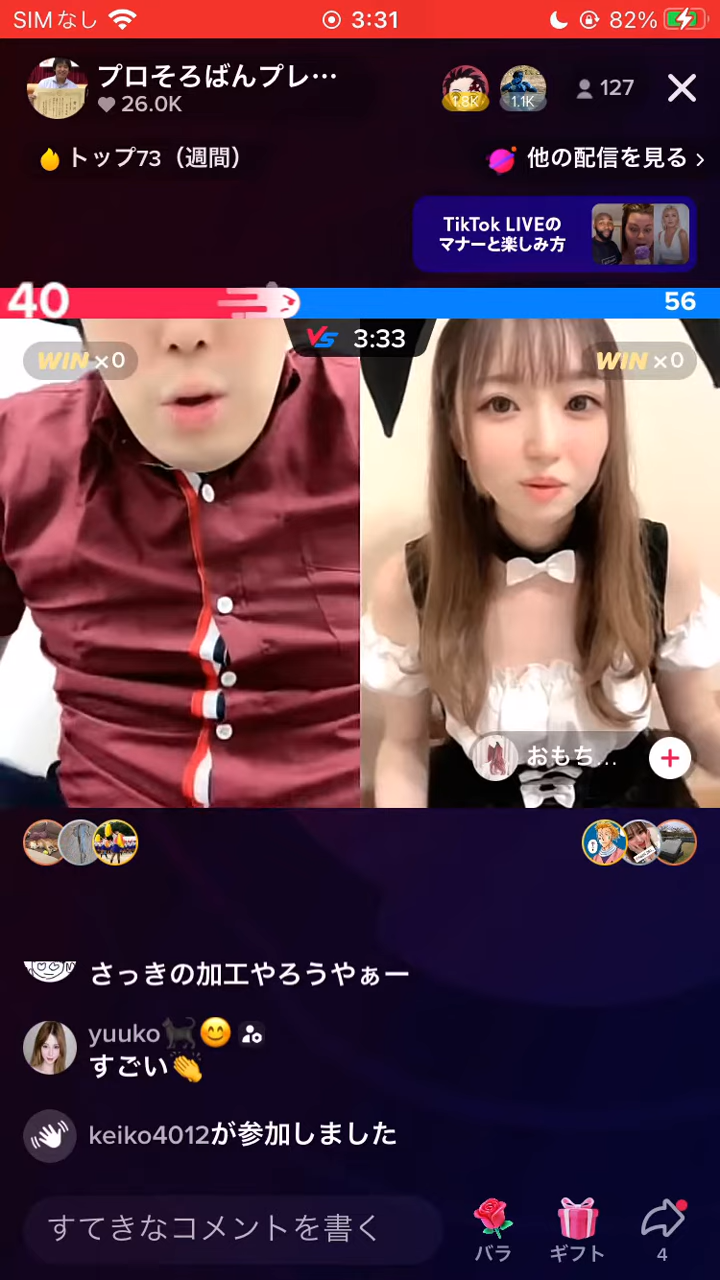 SIMなし
3:31
82%
プロそろばんプレ…
26.0K
1.8K
1.1K
127
トップ73（週間）
他の配信を見る
TikTok LIVEの
マナーと楽しみ方
40
56
WIN ×0
VS 3:33
WIN ×0
おもち...
さっきの加工やろうやぁー
yuuko🐈‍⬛😊
すごい👏
keiko4012が参加しました
すてきなコメントを書く
バラ
ギフト
4